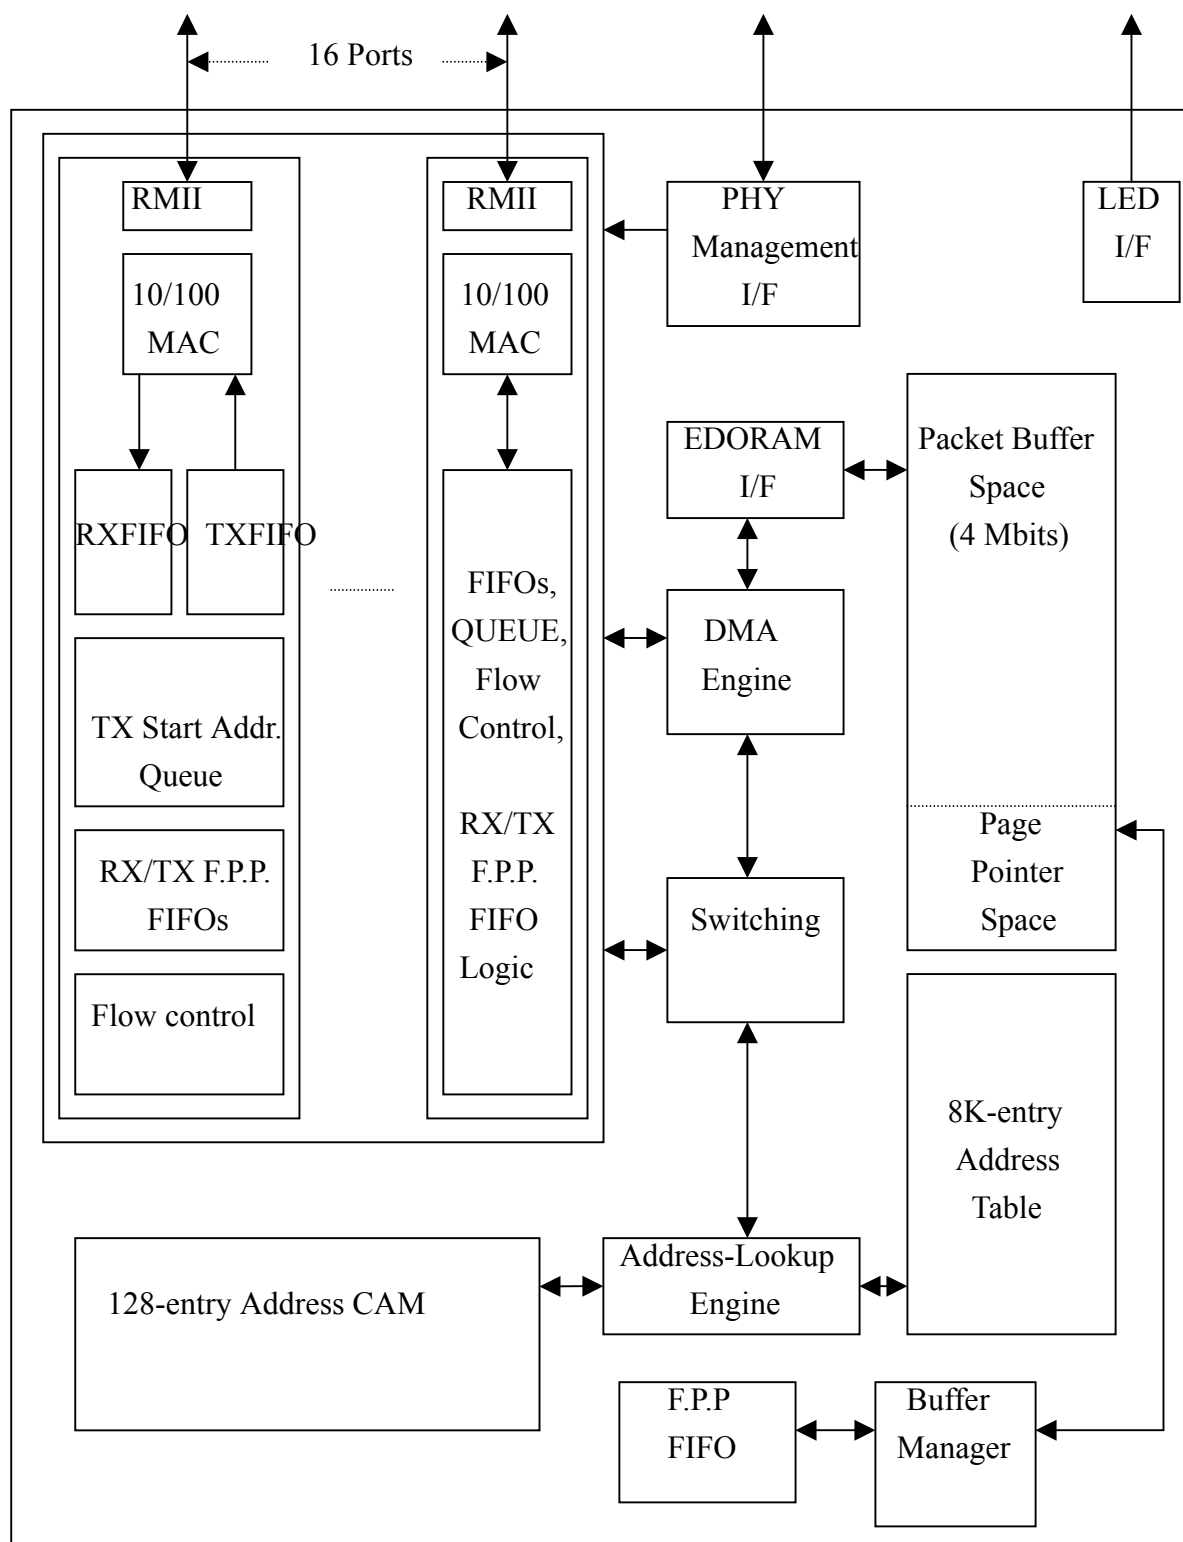 16 Ports
RMII
10/100
MAC
RXFIFO
TXFIFO
TX Start Addr.
Queue
RX/TX F.P.P.
FIFOs
Flow control
RMII
10/100
MAC
FIFOs,
QUEUE,
Flow
Control,
RX/TX
F.P.P.
FIFO
Logic
PHY
Management
I/F
LED
I/F
EDORAM
I/F
DMA
Engine
Switching
Packet Buffer
Space
(4 Mbits)
Page
Pointer
Space
8K-entry
Address
Table
128-entry Address CAM
Address-Lookup
Engine
F.P.P
FIFO
Buffer
Manager